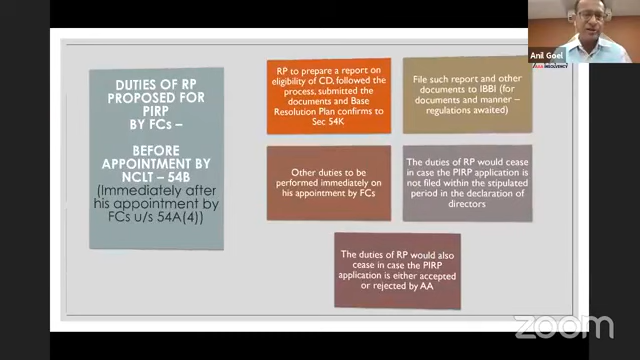 DUTIES OF RP
PROPOSED FOR
PIRP
BY FCs –
BEFORE
APPOINTMENT BY
NCLT – 54B
(Immediately after
his appointment by
FCs u/s 54A(4))
RP to prepare a report on
eligibility of CD, followed the
process, submitted the
documents and Base
Resolution Plan confirms to
Sec 54K
File such report and other
documents to IBBI (for
documents and manner –
regulations awaited)
Other duties to be
performed immediately on
his appointment by FCs
The duties of RP would cease in
case the PIRP application is
not filed within the stipulated
period in the declaration of
directors
The duties of RP would also
cease in case the PIRP
application is either accepted
or rejected by AA
Anil Goel
INSOLVENCY
zoom